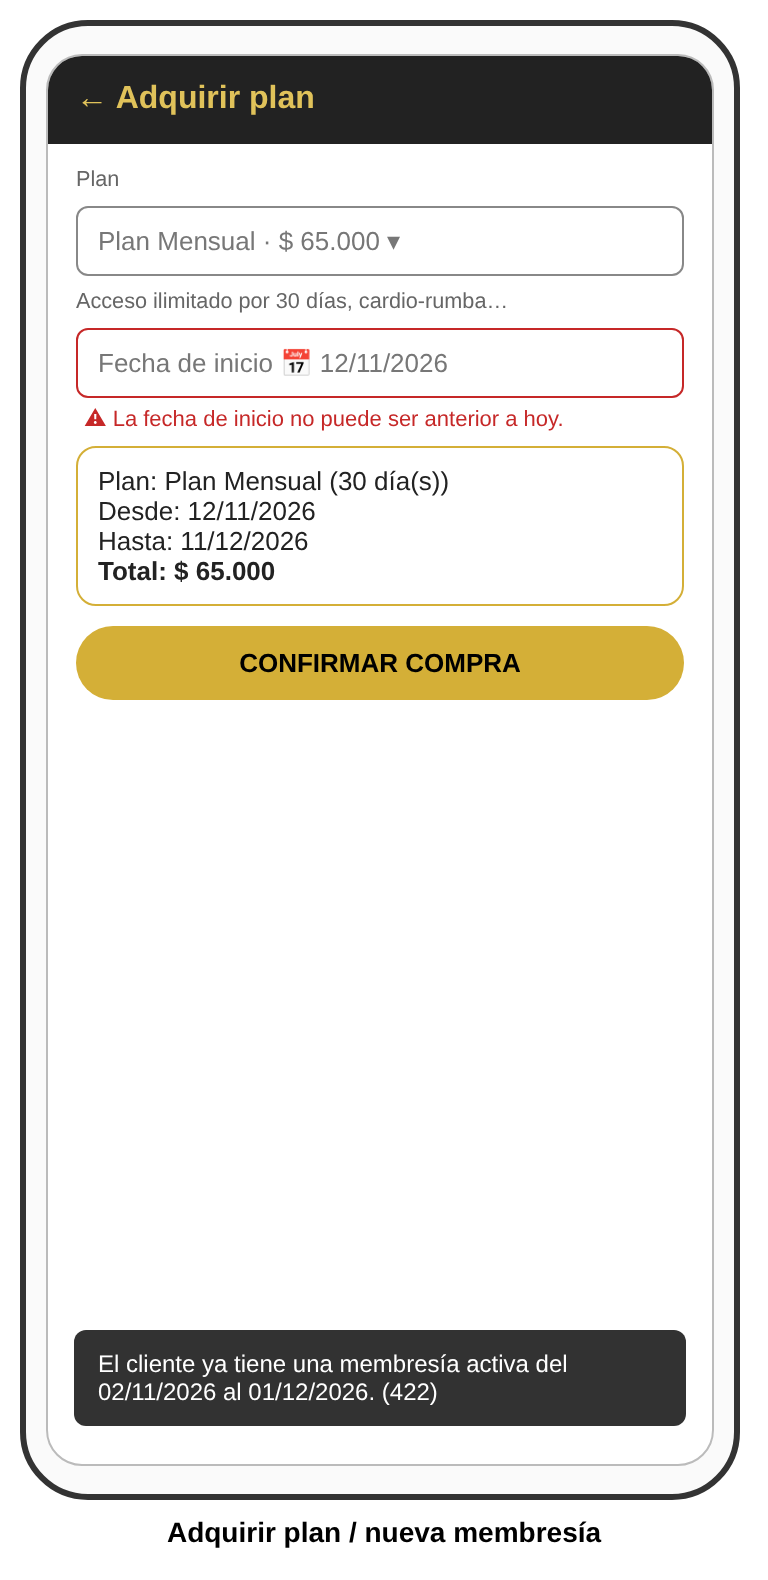 ← Adquirir plan
Plan
Plan Mensual · $ 65.000 ▾
Acceso ilimitado por 30 días, cardio-rumba…
Fecha de inicio 📅 12/11/2026
⚠ La fecha de inicio no puede ser anterior a hoy.
Plan: Plan Mensual (30 día(s))
Desde: 12/11/2026
Hasta: 11/12/2026
Total: $ 65.000
CONFIRMAR COMPRA
El cliente ya tiene una membresía activa del
02/11/2026 al 01/12/2026. (422)
Adquirir plan / nueva membresía